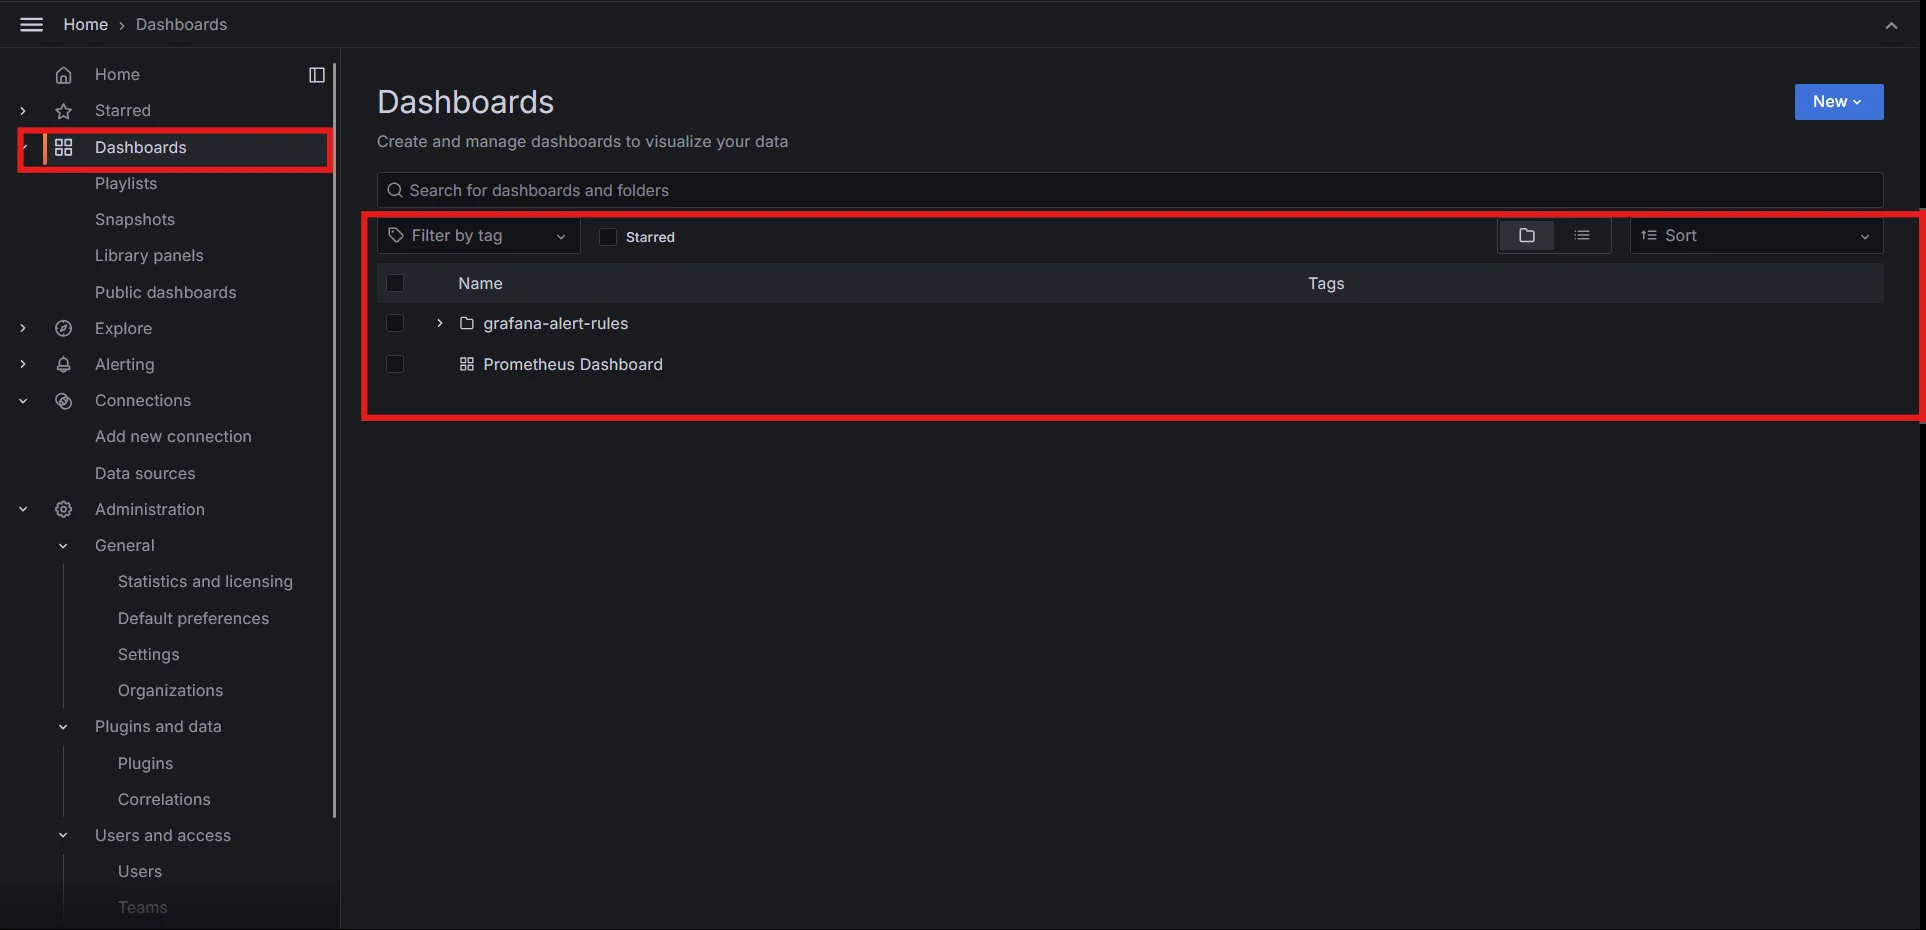 Home › Dashboards
Home
Starred
Dashboards
Playlists
Snapshots
Library panels
Public dashboards
Explore
Alerting
Connections
Add new connection
Data sources
Administration
General
Statistics and licensing
Default preferences
Settings
Organizations
Plugins and data
Plugins
Correlations
Users and access
Users
Teams
Dashboards
New
Create and manage dashboards to visualize your data
Search for dashboards and folders
Filter by tag
Starred
Sort
Name
Tags
grafana-alert-rules
Prometheus Dashboard